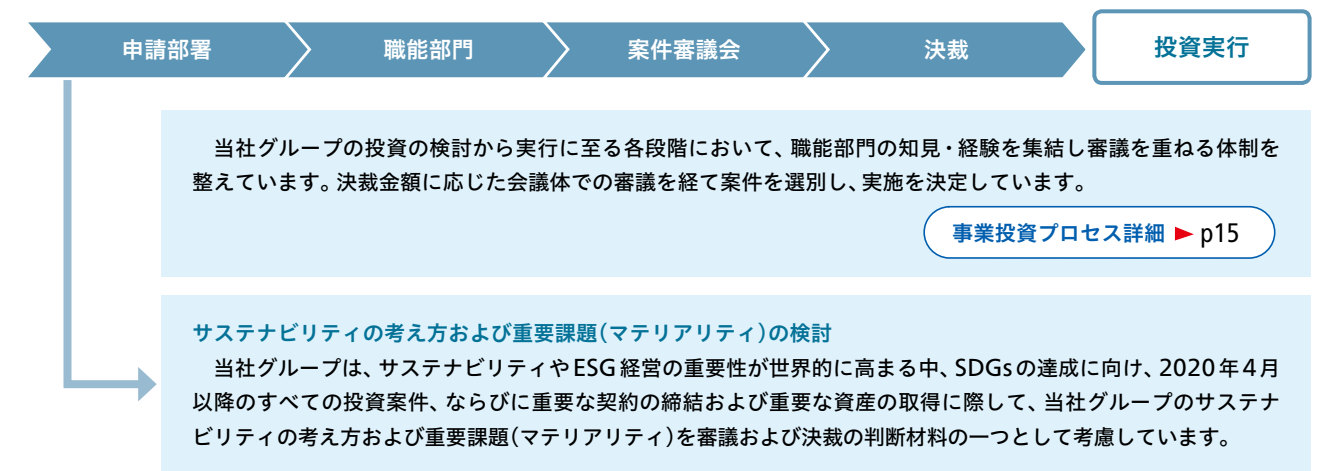 申請部署
職能部門
案件審議会
決裁
投資実行
当社グループの投資の検討から実行に至る各段階において、職能部門の知見・経験を集結し審議を重ねる体制を
整えています。決裁金額に応じた会議体での審議を経て案件を選別し、実施を決定しています。
事業投資プロセス詳細 ► p15
サステナビリティの考え方および重要課題(マテリアリティ)の検討
当社グループは、サステナビリティやESG経営の重要性が世界的に高まる中、SDGsの達成に向け、2020年4月
以降のすべての投資案件、ならびに重要な契約の締結および重要な資産の取得に際して、当社グループのサステナ
ビリティの考え方および重要課題(マテリアリティ)を審議および決裁の判断材料の一つとして考慮しています。